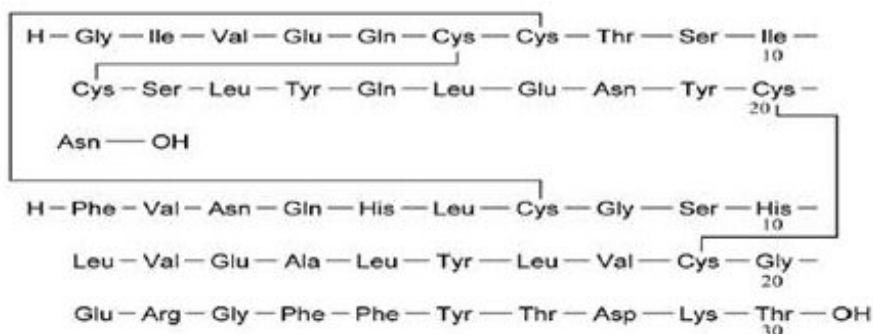 H — Gly — Ile — Val — Glu — Gln — Cys — Cys — Thr — Ser — Ile —
10
Cys — Ser — Leu — Tyr — Gln — Leu — Glu — Asn — Tyr — Cys —
20
Asn — OH
H — Phe — Val — Asn — Gln — His — Leu — Cys — Gly — Ser — His —
10
Leu — Val — Glu — Ala — Leu — Tyr — Leu — Val — Cys — Gly —
20
Glu — Arg — Gly — Phe — Phe — Tyr — Thr — Asp — Lys — Thr — OH
30